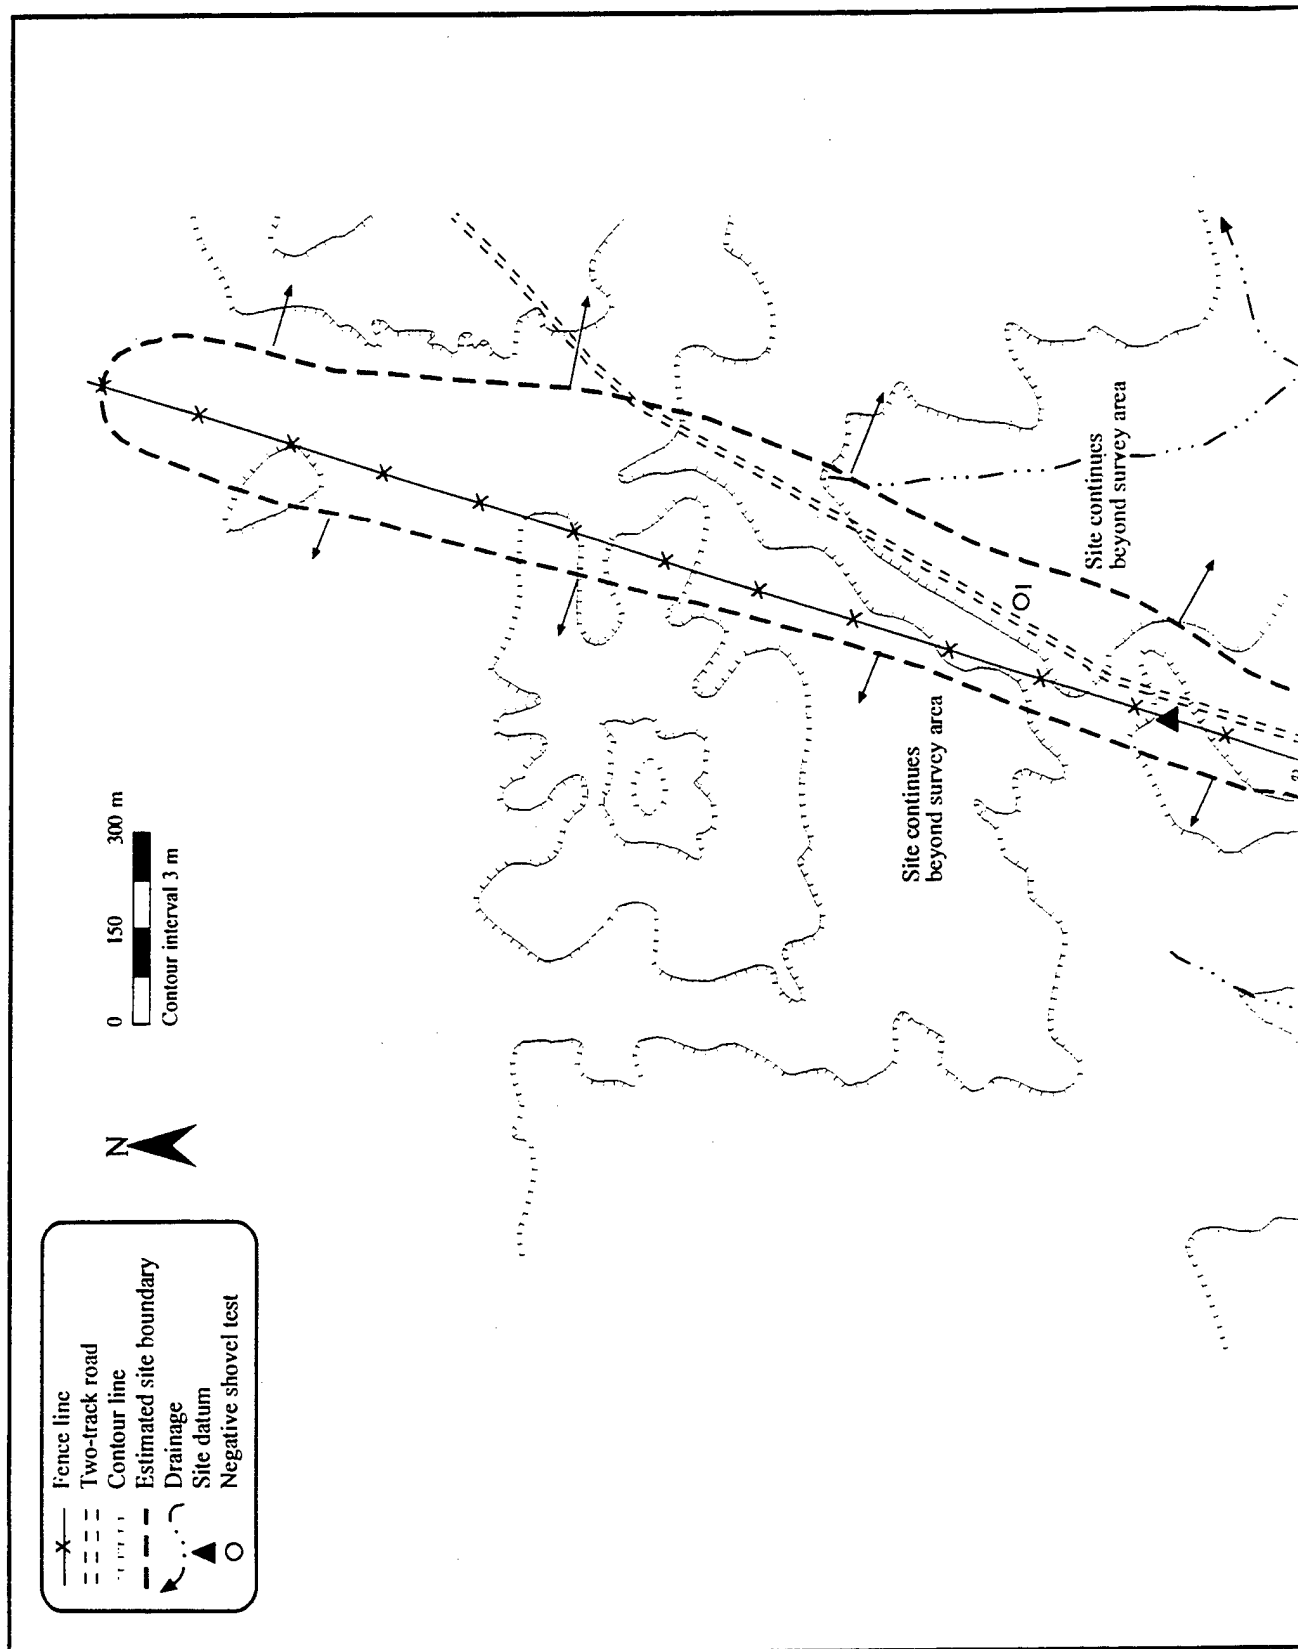 Fence line
Two-track road
Contour line
Estimated site boundary
Drainage
Site datum
Negative shovel test
N
0 150 300 m
Contour interval 3 m
Site continues
beyond survey area
Site continues
beyond survey area
1